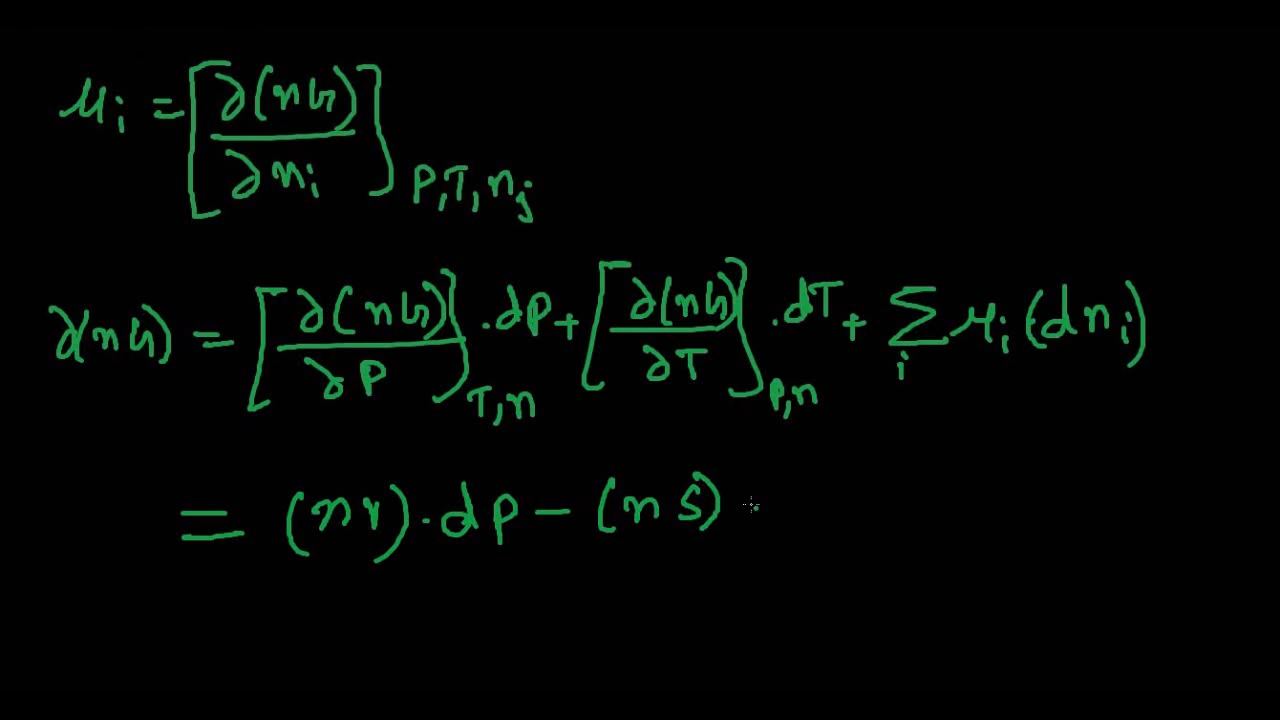 μi = [∂(nG)/∂ni]P,T,nj
∂(nG) = [∂(nG)/∂P]T,n .dP + [∂(nG)/∂T]P,n .dT + Σi μi(dni)
= (nV).dP − (nS) .